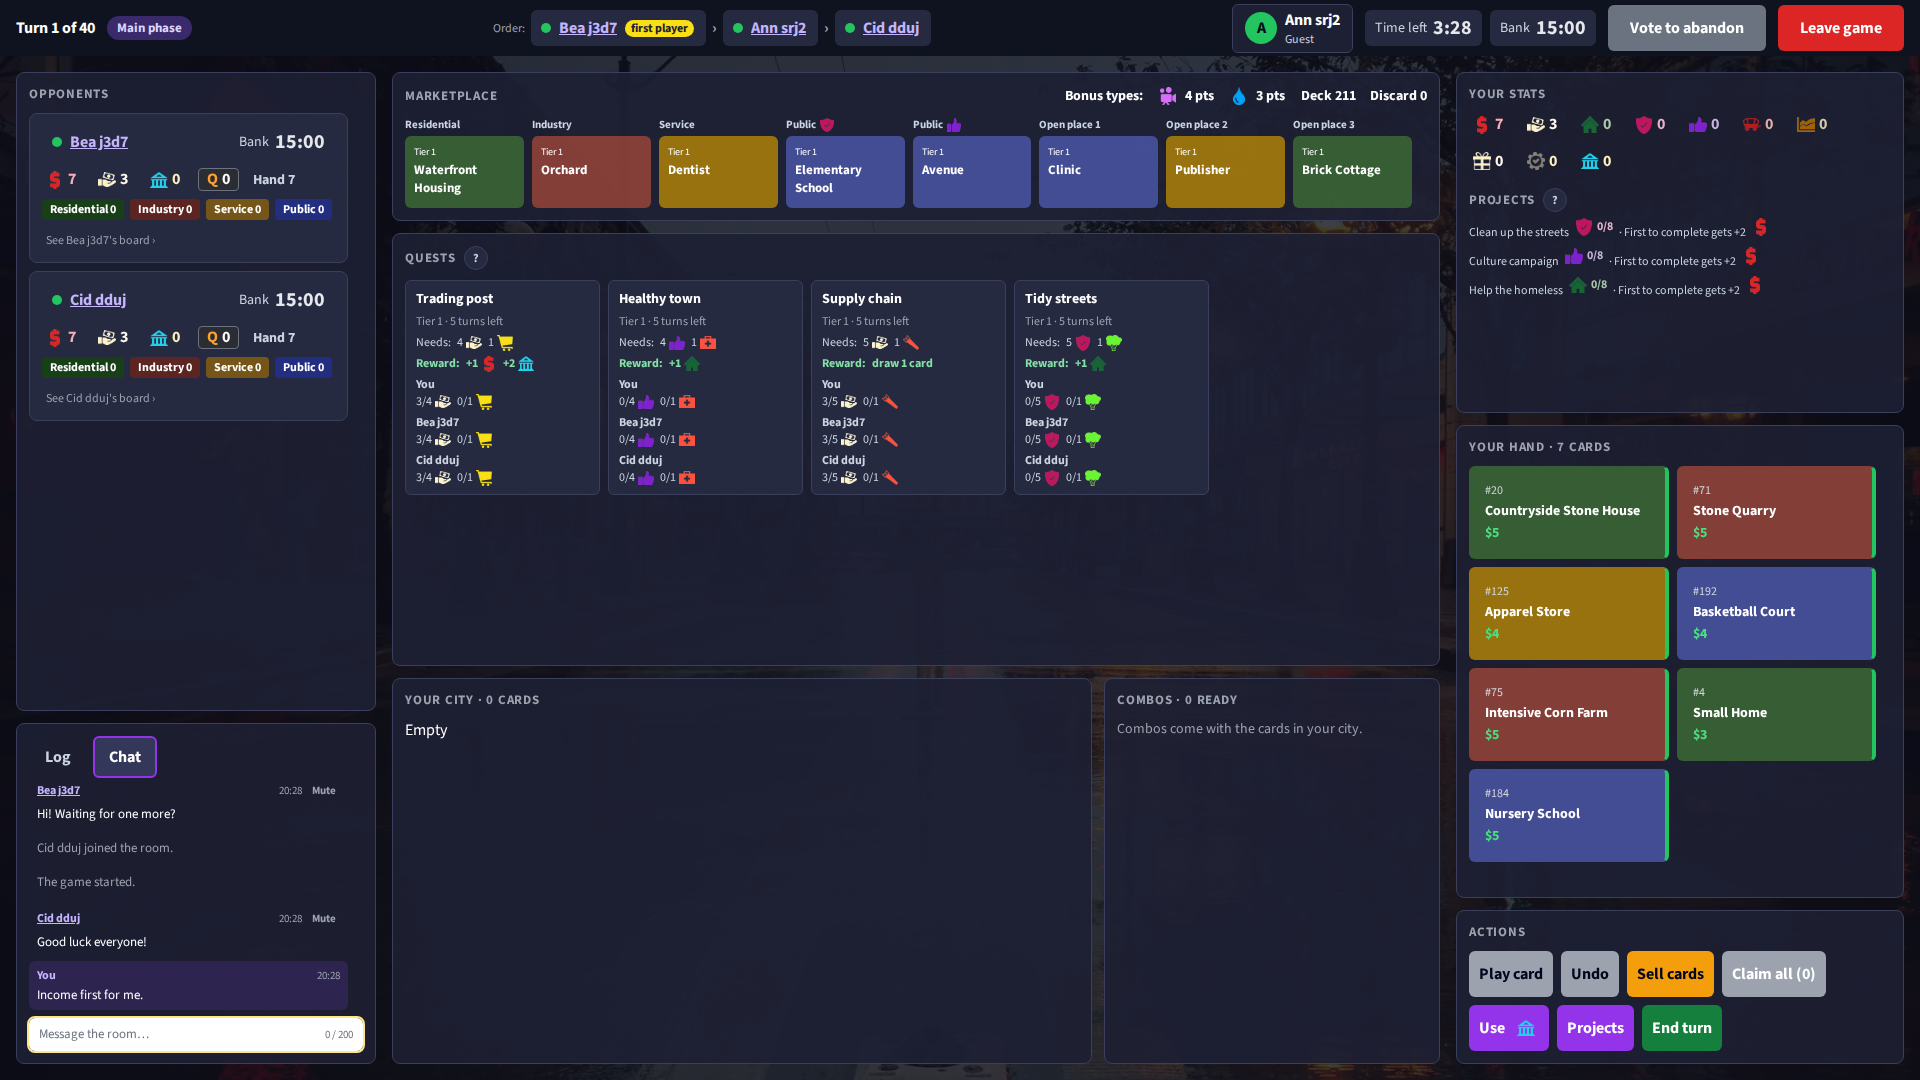 Turn 1 of 40 Main phase
Order: Bea j3d7 first player › Ann srj2 › Cid dduj
A Ann srj2
Guest
Time left 3:28
Bank 15:00
Vote to abandon
Leave game
OPPONENTS
Bea j3d7 Bank 15:00
$ 7 3 0 Q 0 Hand 7
Residential 0 Industry 0 Service 0 Public 0
See Bea j3d7's board ›
Cid dduj Bank 15:00
$ 7 3 0 Q 0 Hand 7
Residential 0 Industry 0 Service 0 Public 0
See Cid dduj's board ›
Log Chat
Bea j3d7 20:28 Mute
Hi! Waiting for one more?
Cid dduj joined the room.
The game started.
Cid dduj 20:28 Mute
Good luck everyone!
You 20:28
Income first for me.
Message the room… 0 / 200
MARKETPLACE Bonus types: 4 pts 3 pts Deck 211 Discard 0
Residential Industry Service Public Public Open place 1 Open place 2 Open place 3
Tier 1
Waterfront
Housing
Tier 1
Orchard
Tier 1
Dentist
Tier 1
Elementary
School
Tier 1
Avenue
Tier 1
Clinic
Tier 1
Publisher
Tier 1
Brick Cottage
QUESTS ?
Trading post
Tier 1 · 5 turns left
Needs: 4 1
Reward: +1 $ +2
You
3/4 0/1
Bea j3d7
3/4 0/1
Cid dduj
3/4 0/1
Healthy town
Tier 1 · 5 turns left
Needs: 4 1
Reward: +1
You
0/4 0/1
Bea j3d7
0/4 0/1
Cid dduj
0/4 0/1
Supply chain
Tier 1 · 5 turns left
Needs: 5 1
Reward: draw 1 card
You
3/5 0/1
Bea j3d7
3/5 0/1
Cid dduj
3/5 0/1
Tidy streets
Tier 1 · 5 turns left
Needs: 5 1
Reward: +1
You
0/5 0/1
Bea j3d7
0/5 0/1
Cid dduj
0/5 0/1
YOUR CITY · 0 CARDS
Empty
COMBOS · 0 READY
Combos come with the cards in your city.
YOUR STATS
$ 7 3 0 0 0 0 0
0 0 0
PROJECTS ?
Clean up the streets 0/8 · First to complete gets +2 $
Culture campaign 0/8 · First to complete gets +2 $
Help the homeless 0/8 · First to complete gets +2 $
YOUR HAND · 7 CARDS
#20
Countryside Stone House
$5
#71
Stone Quarry
$5
#125
Apparel Store
$4
#192
Basketball Court
$4
#75
Intensive Corn Farm
$5
#4
Small Home
$3
#184
Nursery School
$5
ACTIONS
Play card Undo Sell cards Claim all (0)
Use Projects End turn